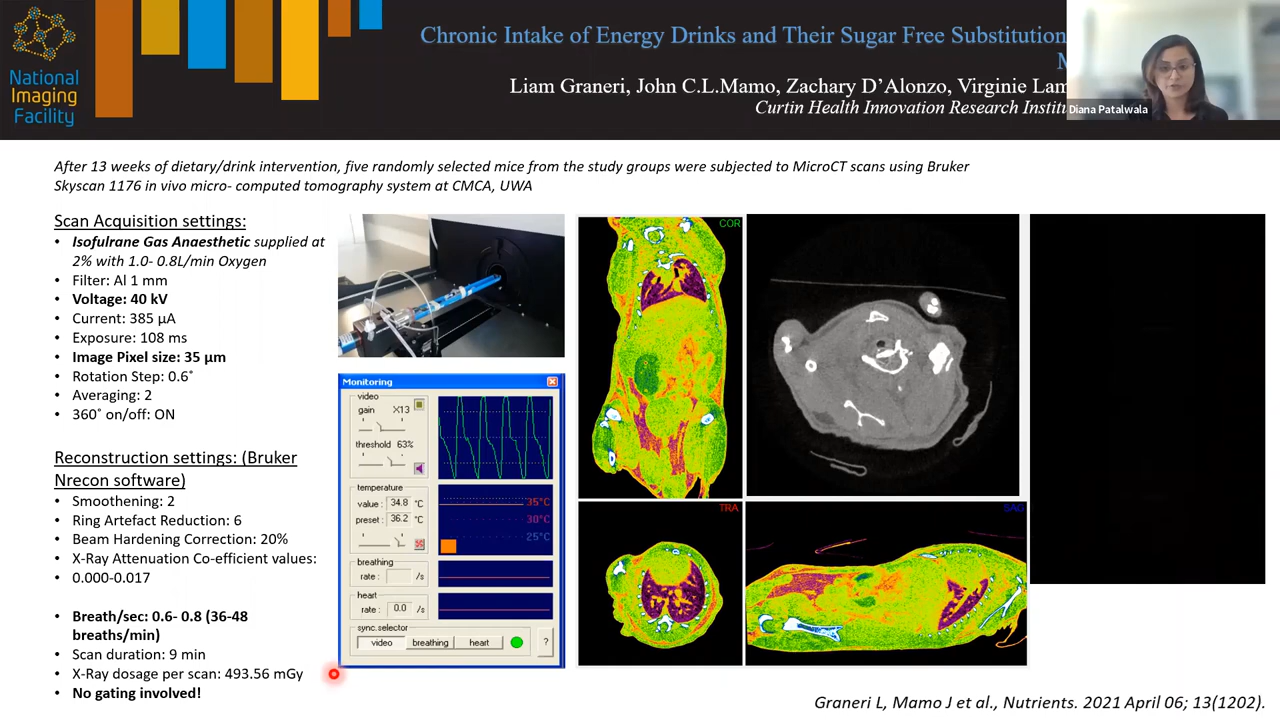 National
Imaging
Facility
Chronic Intake of Energy Drinks and Their Sugar Free Substitution
M
Liam Graneri, John C.L.Mamo, Zachary D’Alonzo, Virginie Lam
Curtin Health Innovation Research Institu
Diana Patalwala
After 13 weeks of dietary/drink intervention, five randomly selected mice from the study groups were subjected to MicroCT scans using Bruker
Skyscan 1176 in vivo micro- computed tomography system at CMCA, UWA
Scan Acquisition settings:
• Isofulrane Gas Anaesthetic supplied at
2% with 1.0- 0.8L/min Oxygen
• Filter: Al 1 mm
• Voltage: 40 kV
• Current: 385 µA
• Exposure: 108 ms
• Image Pixel size: 35 µm
• Rotation Step: 0.6˚
• Averaging: 2
• 360˚ on/off: ON
Reconstruction settings: (Bruker
Nrecon software)
• Smoothening: 2
• Ring Artefact Reduction: 6
• Beam Hardening Correction: 20%
• X-Ray Attenuation Co-efficient values:
• 0.000-0.017
• Breath/sec: 0.6- 0.8 (36-48
breaths/min)
• Scan duration: 9 min
• X-Ray dosage per scan: 493.56 mGy
• No gating involved!
Monitoring
video
gain X13
threshold 63%
temperature
value : 34.8 °C
preset : 36.2 °C
35°C
30°C
25°C
breathing
rate : /s
heart
rate : 0.0 /s
sync.selector
video breathing heart ?
COR
TRA
SAG
Graneri L, Mamo J et al., Nutrients. 2021 April 06; 13(1202).